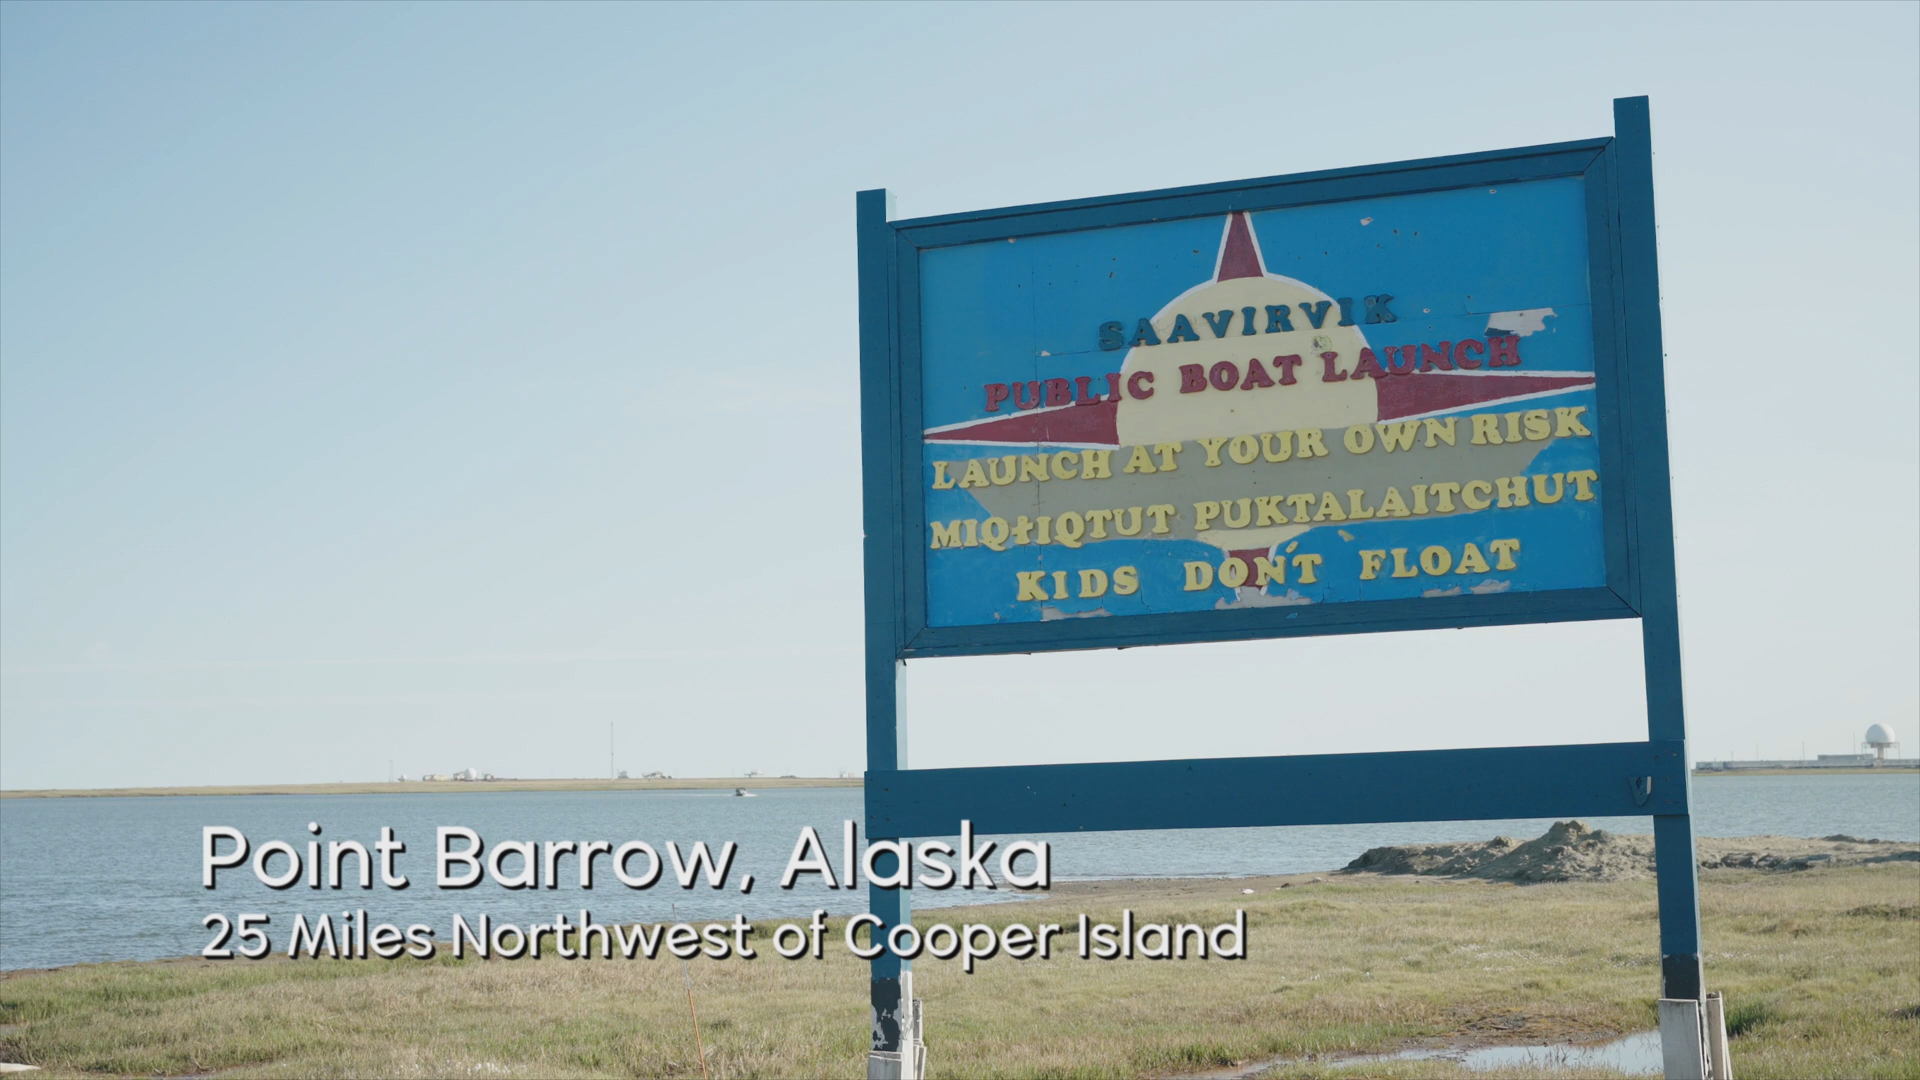 SAAVIRVIK
PUBLIC BOAT LAUNCH
LAUNCH AT YOUR OWN RISK
MIQŁIQTUT PUKTALAITCHUT
KIDS DON'T FLOAT
Point Barrow, Alaska
25 Miles Northwest of Cooper Island